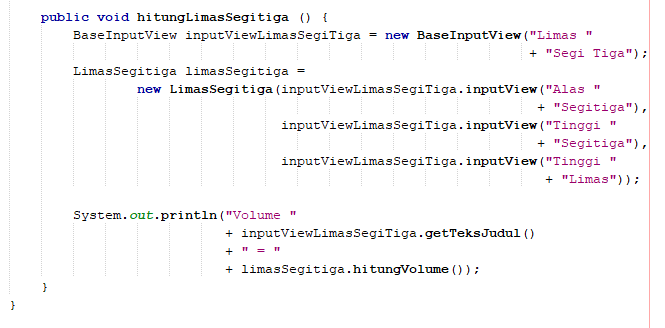 public void hitungLimasSegitiga () {
BaseInputView inputViewLimasSegiTiga = new BaseInputView("Limas "
+ "Segi Tiga");
LimasSegitiga limasSegitiga =
new LimasSegitiga(inputViewLimasSegiTiga.inputView("Alas "
+ "Segitiga"),
inputViewLimasSegiTiga.inputView("Tinggi "
+ "Segitiga"),
inputViewLimasSegiTiga.inputView("Tinggi "
+ "Limas"));
System.out.println("Volume "
+ inputViewLimasSegiTiga.getTeksJudul()
+ " = "
+ limasSegitiga.hitungVolume());
}
}